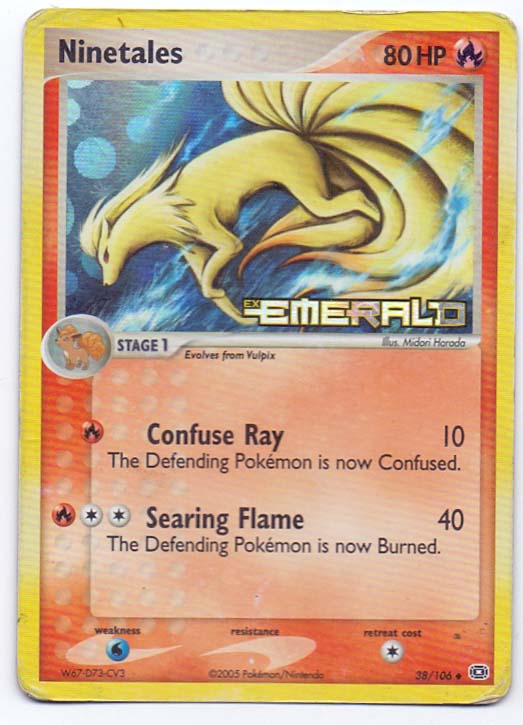 Ninetales 80 HP
EX EMERALD
STAGE 1
Evolves from Vulpix
Illus. Midori Harada
Confuse Ray 10
The Defending Pokémon is now Confused.
Searing Flame 40
The Defending Pokémon is now Burned.
weakness resistance retreat cost
W67-D73-CV3 ©2005 Pokémon/Nintendo 38/106